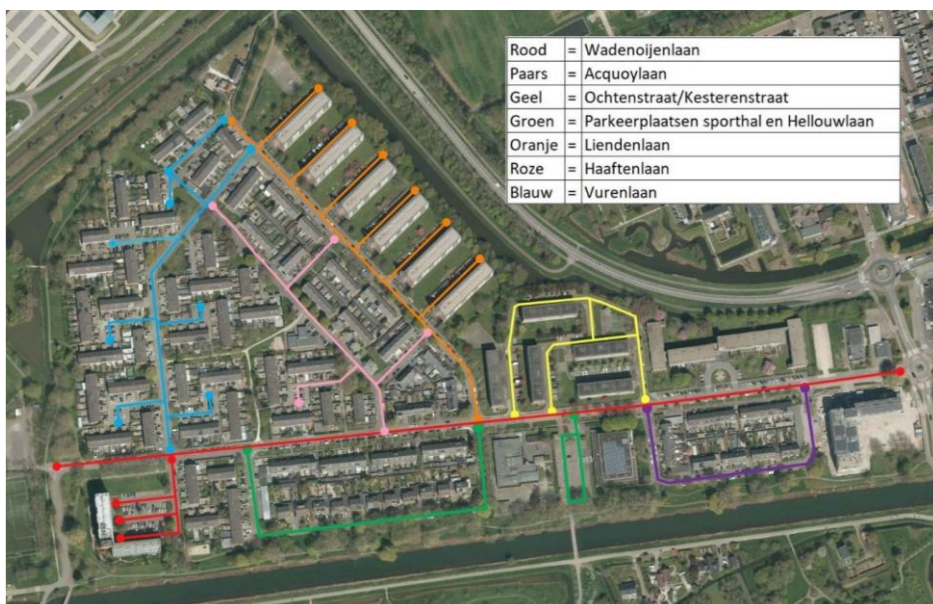 Rood = Wadenoijenlaan
Paars = Acquoylaan
Geel = Ochtenstraat/Kesterenstraat
Groen = Parkeerplaatsen sporthal en Hellouwlaan
Oranje = Liendenlaan
Roze = Haaftenlaan
Blauw = Vurenlaan